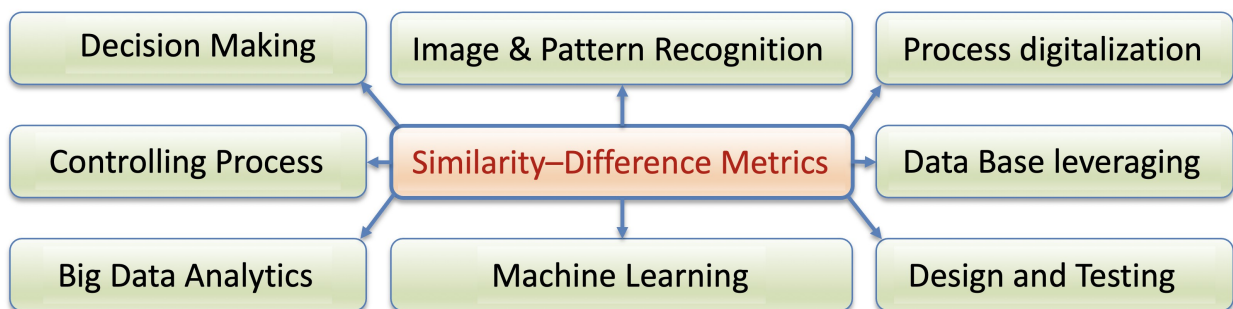 Decision Making
Image & Pattern Recognition
Process digitalization
Controlling Process
Similarity–Difference Metrics
Data Base leveraging
Big Data Analytics
Machine Learning
Design and Testing